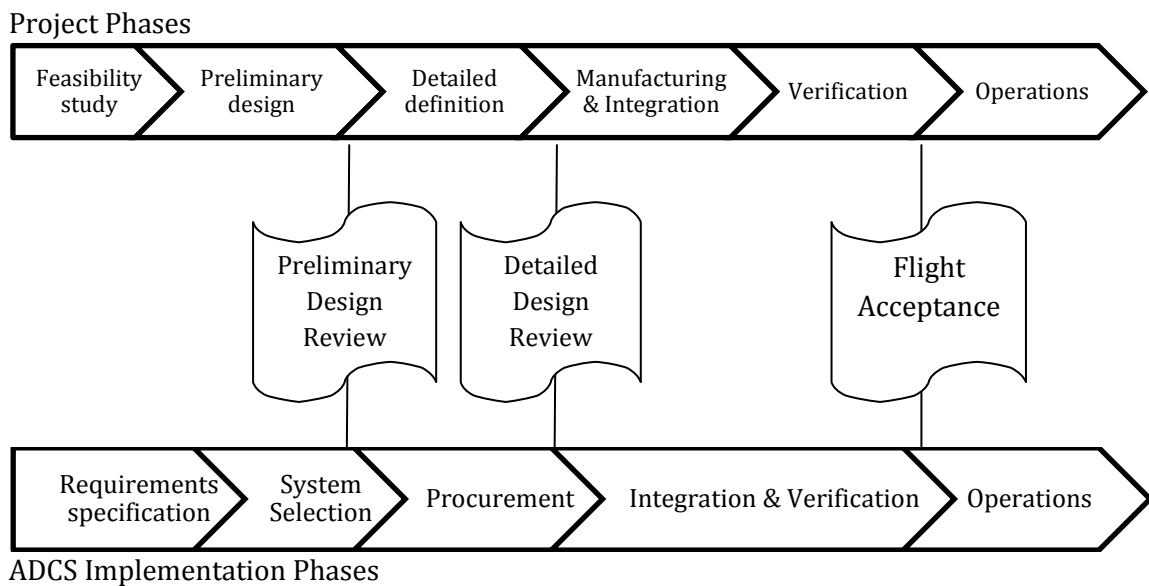 Project Phases
Feasibility
study
Preliminary
design
Detailed
definition
Manufacturing
& Integration
Verification
Operations
Preliminary
Design
Review
Detailed
Design
Review
Flight
Acceptance
Requirements
specification
System
Selection
Procurement
Integration & Verification
Operations
ADCS Implementation Phases